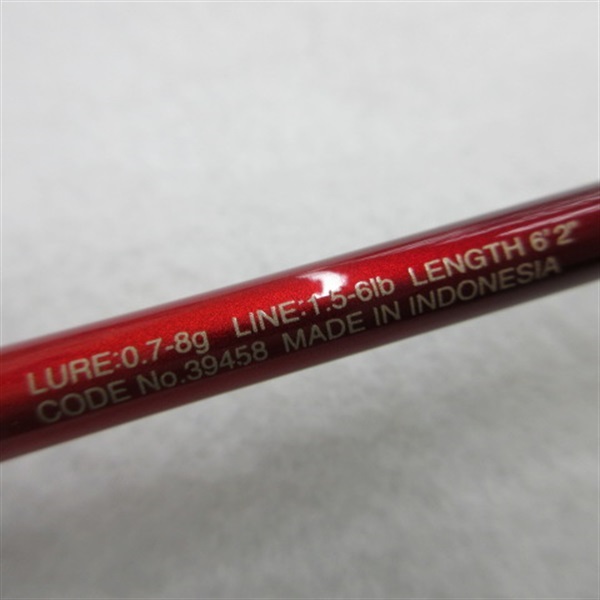 LURE:0.7-8g LINE:1.5-6lb LENGTH 6'2"
CODE No.39458 MADE IN INDONESIA